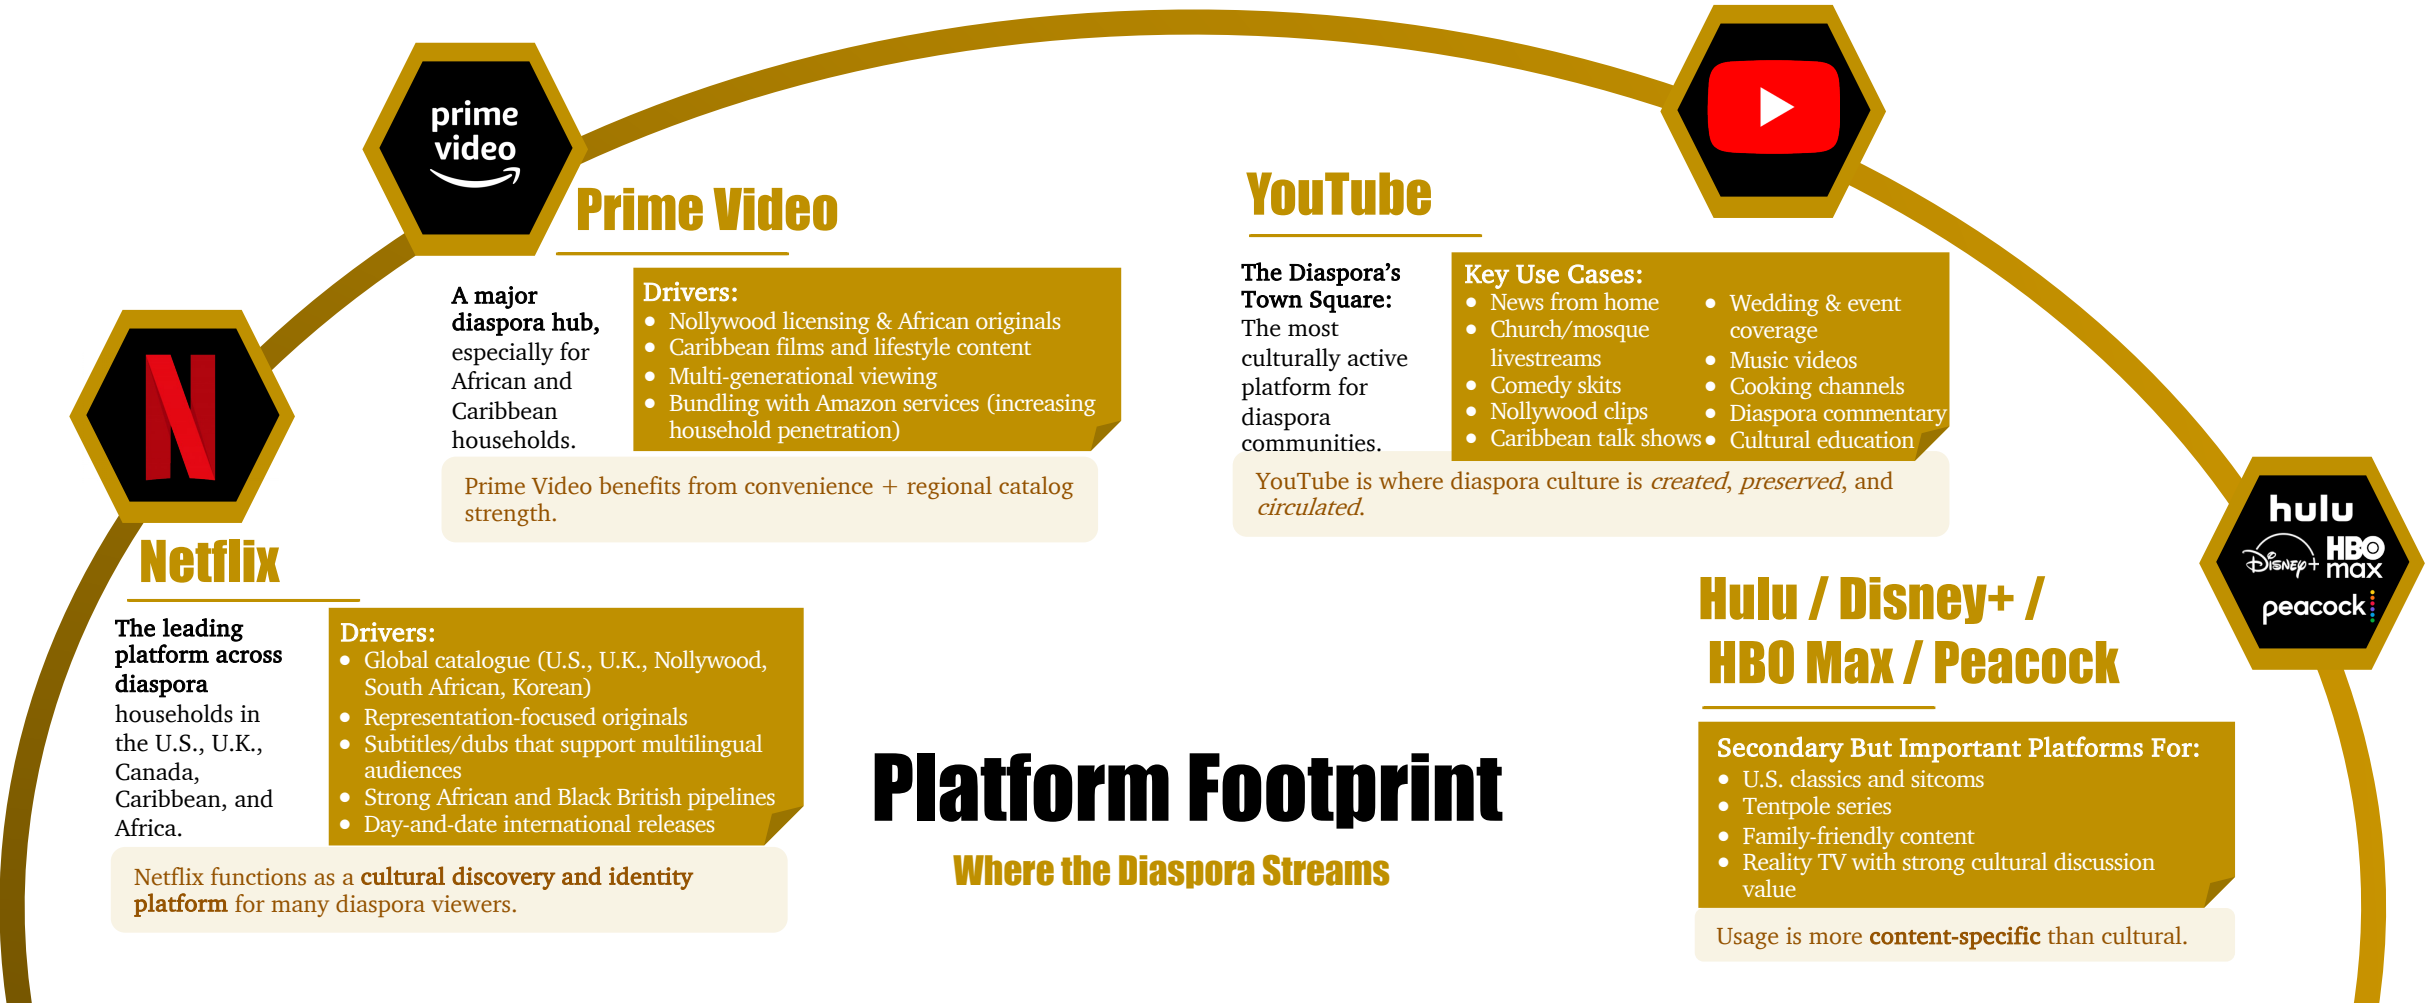 prime
video
Prime Video
A major
diaspora hub,
especially for
African and
Caribbean
households.
Drivers:
• Nollywood licensing & African originals
• Caribbean films and lifestyle content
• Multi-generational viewing
• Bundling with Amazon services (increasing
household penetration)
Prime Video benefits from convenience + regional catalog
strength.
YouTube
The Diaspora’s
Town Square:
The most
culturally active
platform for
diaspora
communities.
Key Use Cases:
• News from home
• Church/mosque
livestreams
• Comedy skits
• Nollywood clips
• Caribbean talk shows
• Wedding & event
coverage
• Music videos
• Cooking channels
• Diaspora commentary
• Cultural education
YouTube is where diaspora culture is created, preserved, and
circulated.
N
Netflix
The leading
platform across
diaspora
households in
the U.S., U.K.,
Canada,
Caribbean, and
Africa.
Drivers:
• Global catalogue (U.S., U.K., Nollywood,
South African, Korean)
• Representation-focused originals
• Subtitles/dubs that support multilingual
audiences
• Strong African and Black British pipelines
• Day-and-date international releases
Netflix functions as a cultural discovery and identity
platform for many diaspora viewers.
Platform Footprint
Where the Diaspora Streams
hulu
Disney+
HBO
max
peacock
Hulu / Disney+ /
HBO Max / Peacock
Secondary But Important Platforms For:
• U.S. classics and sitcoms
• Tentpole series
• Family-friendly content
• Reality TV with strong cultural discussion
value
Usage is more content-specific than cultural.